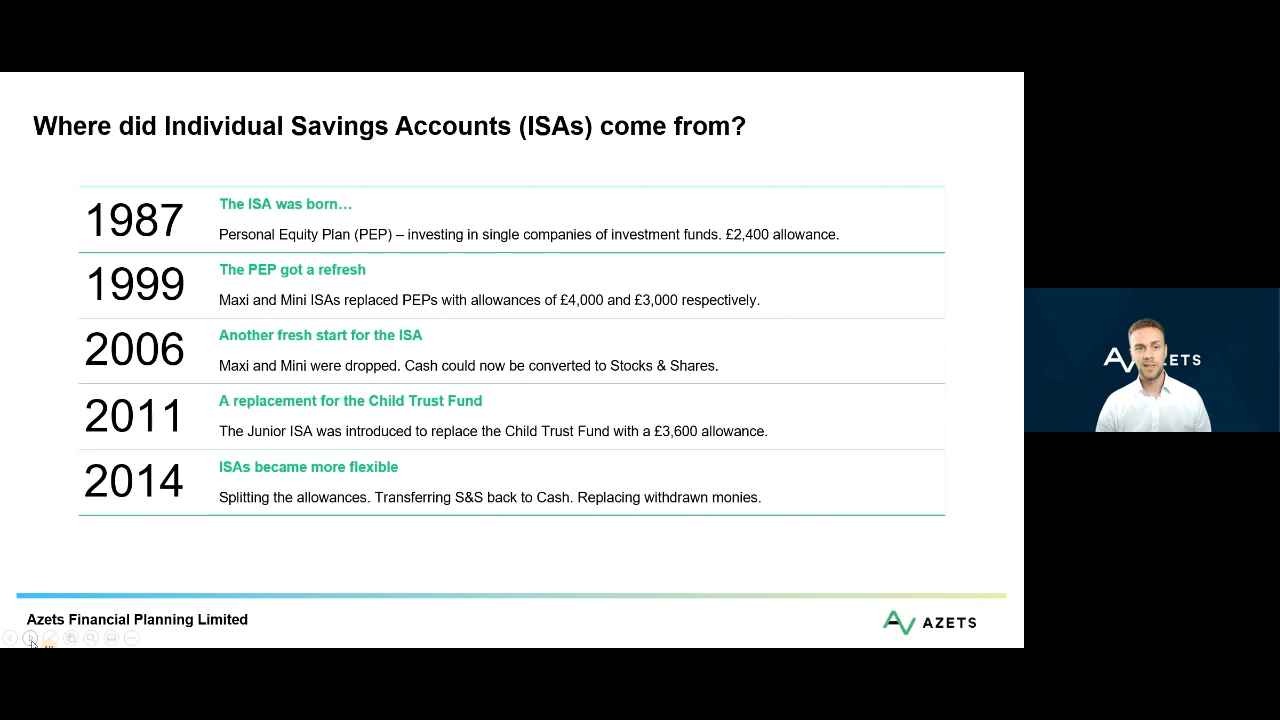 Where did Individual Savings Accounts (ISAs) come from?
1987
The ISA was born…
Personal Equity Plan (PEP) – investing in single companies of investment funds. £2,400 allowance.
1999
The PEP got a refresh
Maxi and Mini ISAs replaced PEPs with allowances of £4,000 and £3,000 respectively.
2006
Another fresh start for the ISA
Maxi and Mini were dropped. Cash could now be converted to Stocks & Shares.
2011
A replacement for the Child Trust Fund
The Junior ISA was introduced to replace the Child Trust Fund with a £3,600 allowance.
2014
ISAs became more flexible
Splitting the allowances. Transferring S&S back to Cash. Replacing withdrawn monies.
Azets Financial Planning Limited
AZETS
ETS